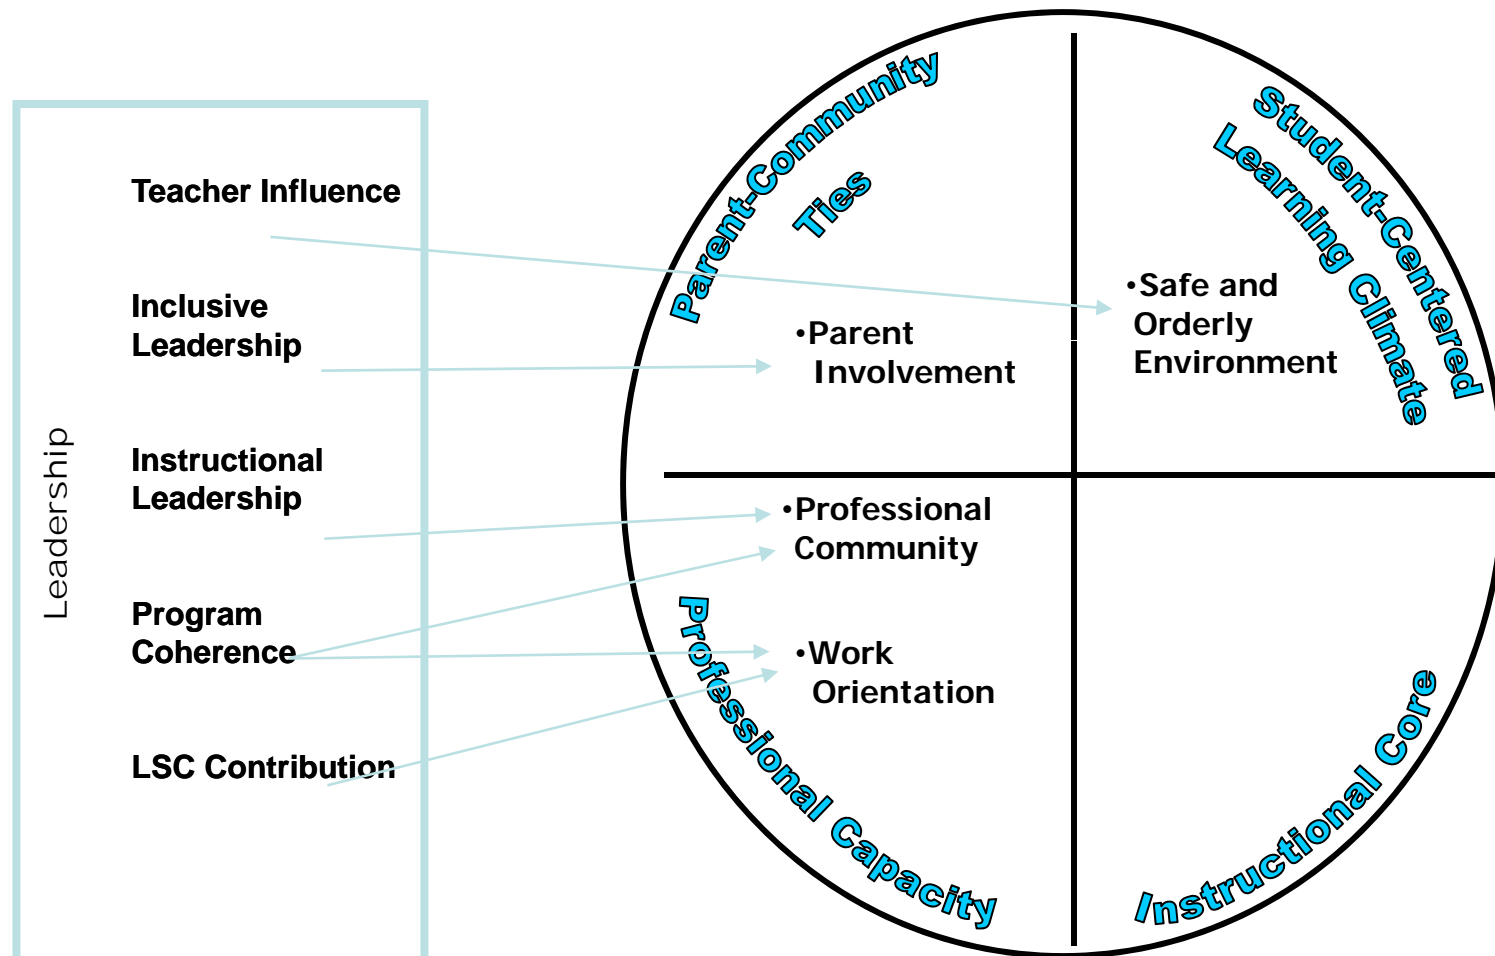 Leadership
Teacher Influence
Inclusive
Leadership
Instructional
Leadership
Program
Coherence
LSC Contribution
Parent-Community
Ties
•Parent
Involvement
Student-Centered
Learning Climate
•Safe and
Orderly
Environment
•Professional
Community
•Work
Orientation
Professional Capacity
Instructional Core